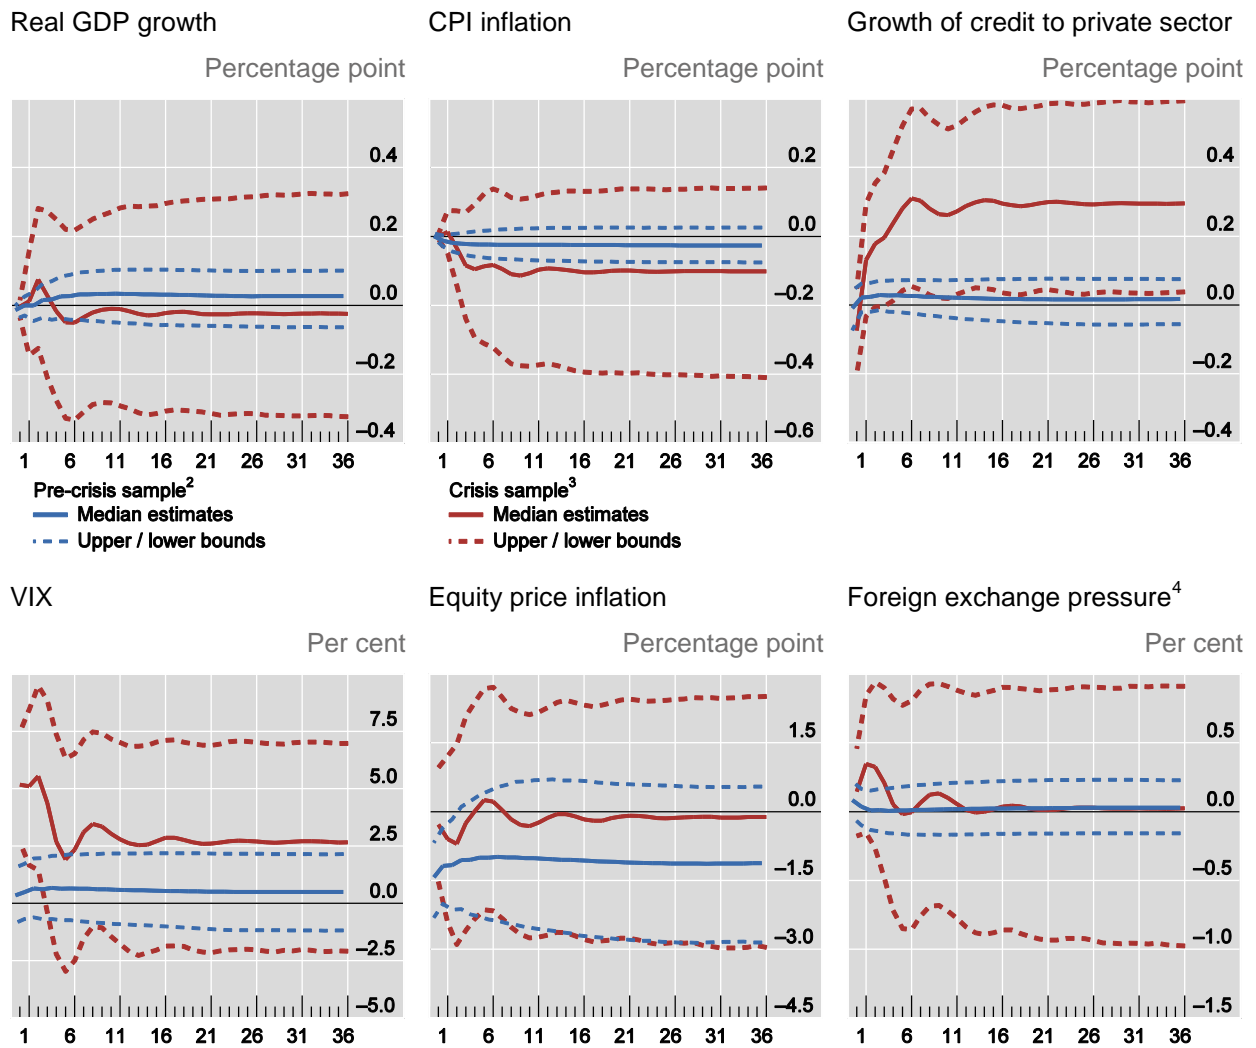 Real GDP growth
CPI inflation
Growth of credit to private sector
Percentage point
Percentage point
Percentage point
0.4
0.2
0.0
–0.2
–0.4
1 6 11 16 21 26 31 36
0.2
0.0
–0.2
–0.4
–0.6
1 6 11 16 21 26 31 36
0.4
0.2
0.0
–0.2
–0.4
1 6 11 16 21 26 31 36
Pre-crisis sample2
Median estimates
Upper / lower bounds
Crisis sample3
Median estimates
Upper / lower bounds
VIX
Equity price inflation
Foreign exchange pressure4
Per cent
Percentage point
Per cent
7.5
5.0
2.5
0.0
–2.5
–5.0
1 6 11 16 21 26 31 36
1.5
0.0
–1.5
–3.0
–4.5
1 6 11 16 21 26 31 36
0.5
0.0
–0.5
–1.0
–1.5
1 6 11 16 21 26 31 36